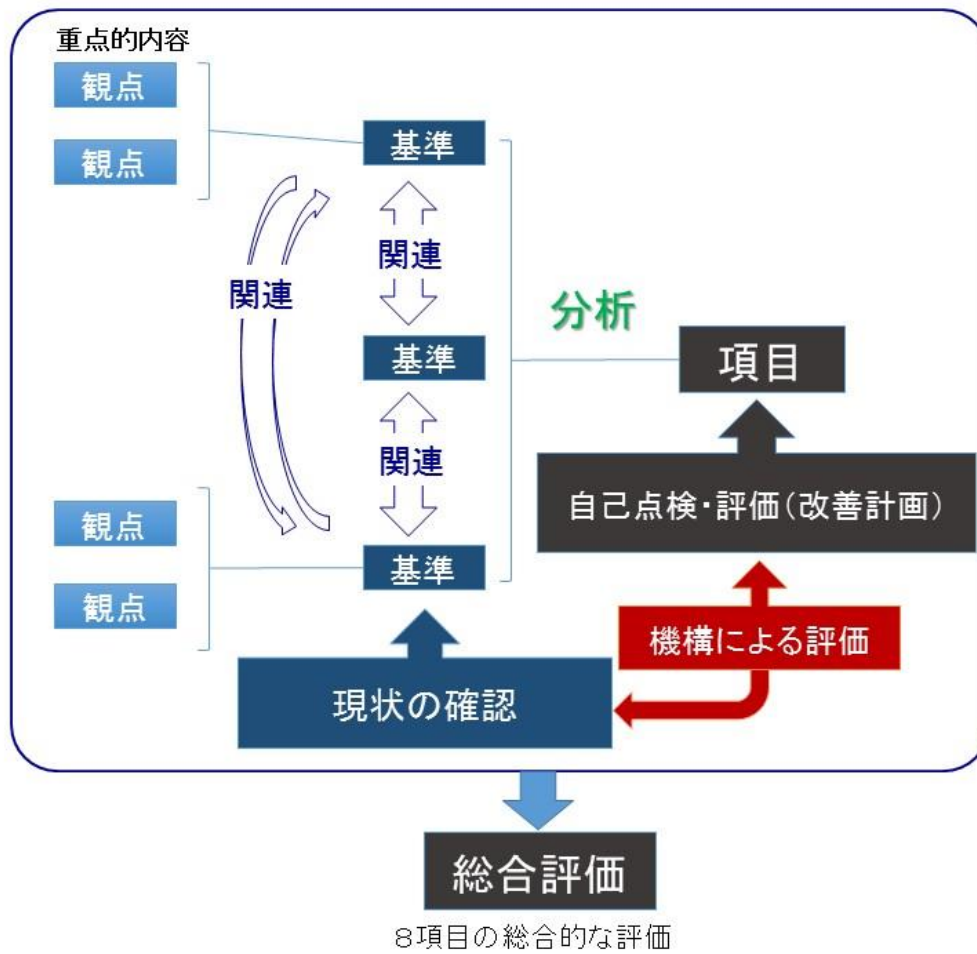 重点的内容
観点
観点
基準
関連
関連
基準
分析
項目
関連
観点
観点
基準
自己点検・評価(改善計画)
機構による評価
現状の確認
総合評価
8項目の総合的な評価